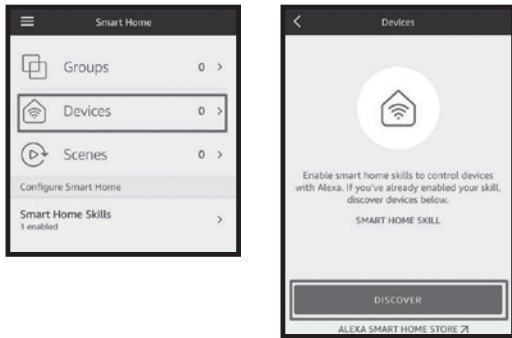 Smart Home
Groups 0 >
Devices 0 >
Scenes 0 >
Configure Smart Home
Smart Home Skills >
1 enabled
< Devices
Enable smart home skills to control devices
with Alexa. If you've already enabled your skill,
discover devices below.
SMART HOME SKILL
DISCOVER
ALEXA SMART HOME STORE